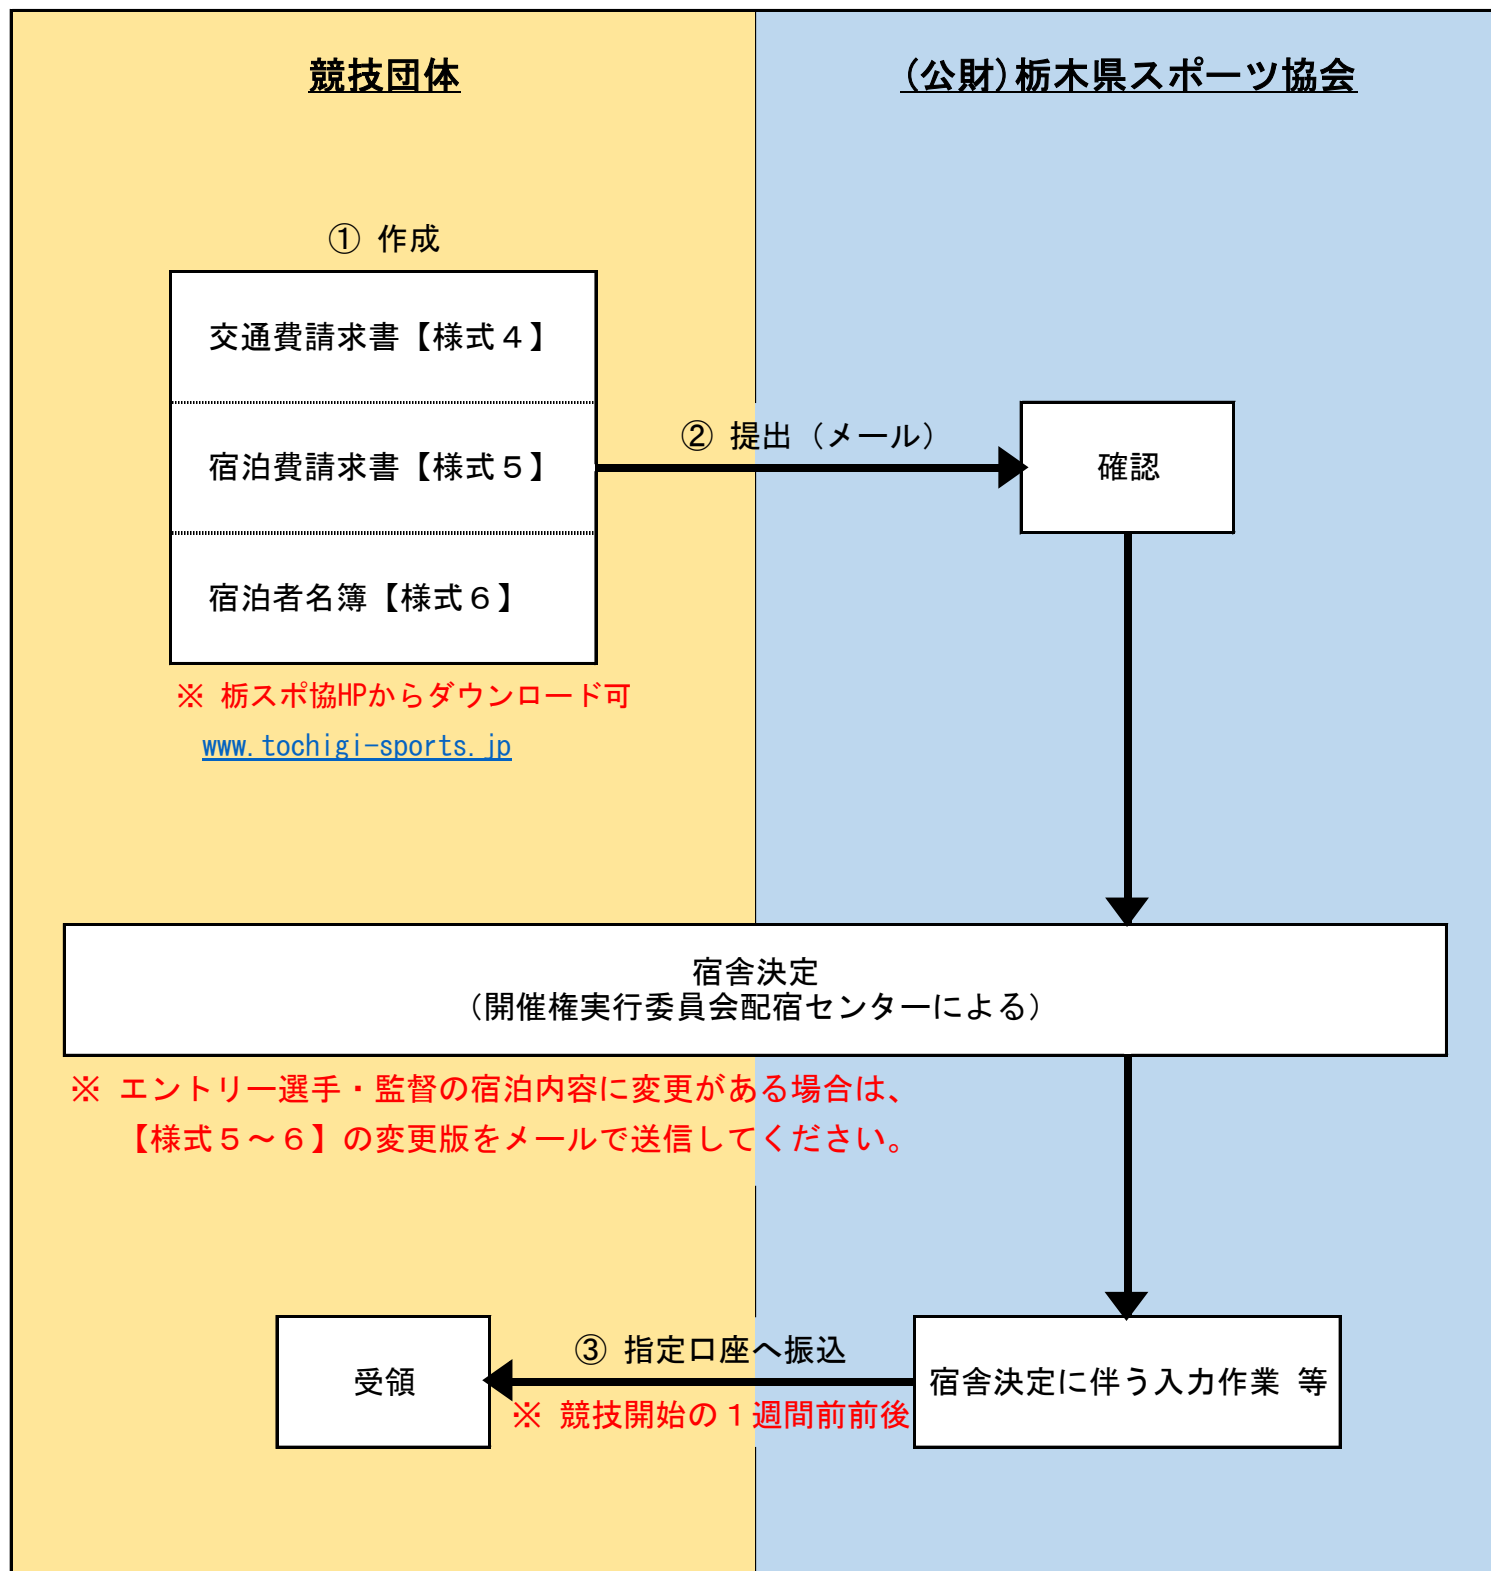 競技団体
(公財)栃木県スポーツ協会
① 作成
交通費請求書【様式４】
宿泊費請求書【様式５】
宿泊者名簿【様式６】
② 提出（メール）
確認
※ 栃スポ協HPからダウンロード可
www.tochigi-sports.jp
宿舎決定
（開催権実行委員会配宿センターによる）
※ エントリー選手・監督の宿泊内容に変更がある場合は、
【様式５～６】の変更版をメールで送信してください。
③ 指定口座へ振込
受領
宿舎決定に伴う入力作業 等
※ 競技開始の１週間前前後